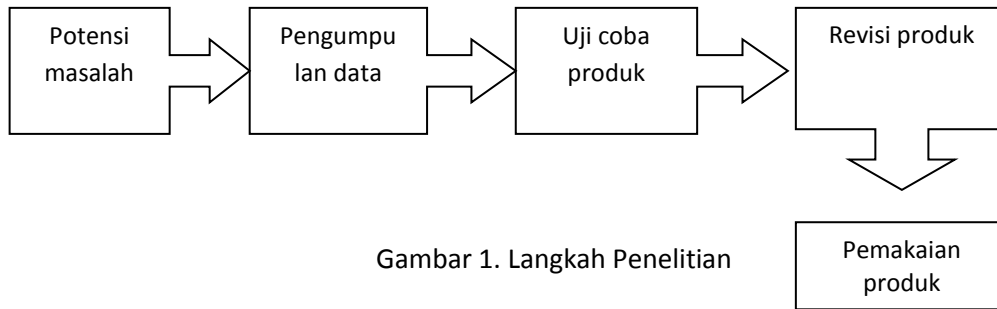 Potensi
masalah
Pengumpu
lan data
Uji coba
produk
Revisi produk
Gambar 1. Langkah Penelitian
Pemakaian
produk